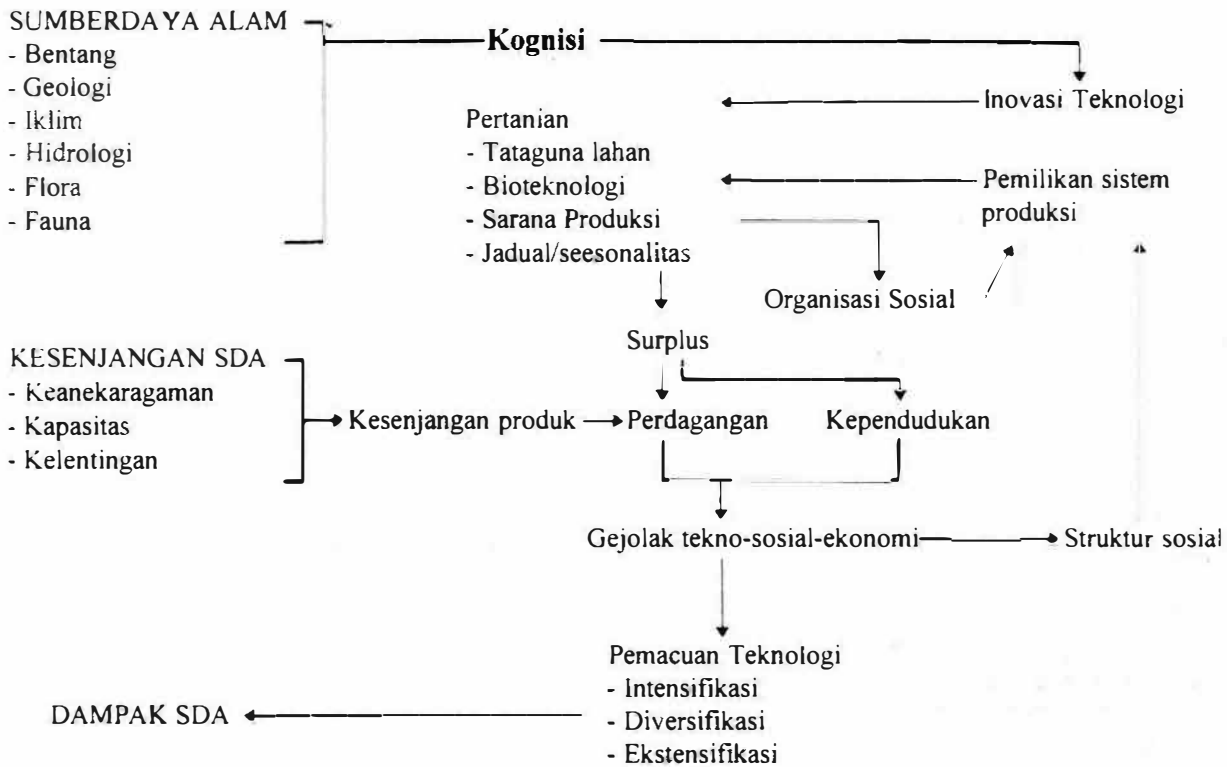 SUMBERDAYA ALAM
- Bentang
- Geologi
- Iklim
- Hidrologi
- Flora
- Fauna
Kognisi
Inovasi Teknologi
Pertanian
- Tataguna lahan
- Bioteknologi
- Sarana Produksi
- Jadual/seesonalitas
Pemilikan sistem
produksi
Organisasi Sosial
Surplus
KESENJANGAN SDA
- Keanekaragaman
- Kapasitas
- Kelentingan
Kesenjangan produk
Perdagangan
Kependudukan
Gejolak tekno-sosial-ekonomi
Struktur sosial
Pemacuan Teknologi
- Intensifikasi
- Diversifikasi
- Ekstensifikasi
DAMPAK SDA